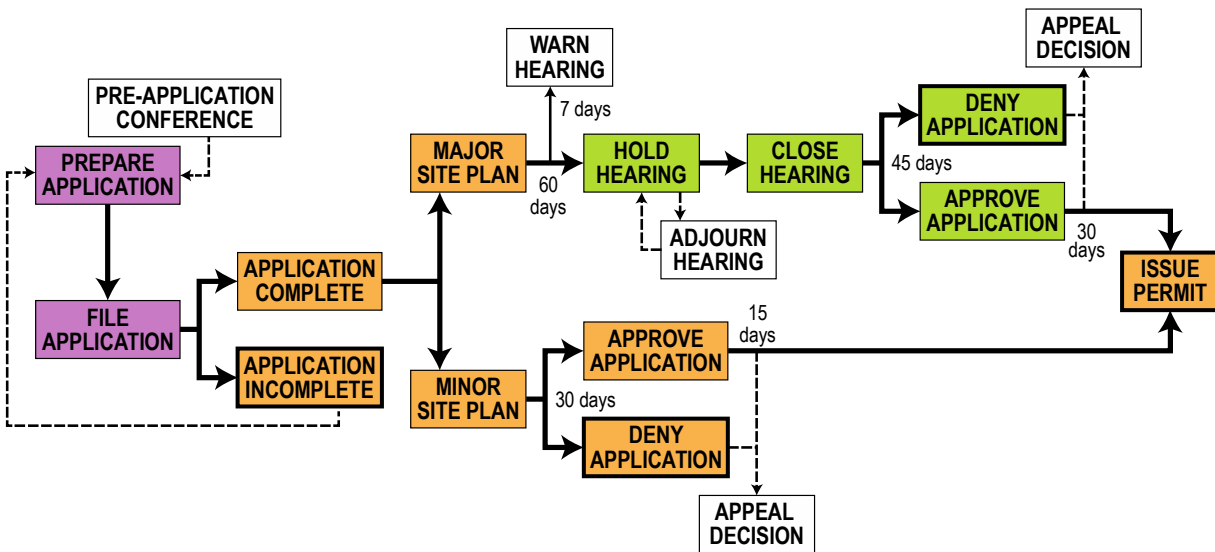 PRE-APPLICATION
CONFERENCE
PREPARE
APPLICATION
FILE
APPLICATION
APPLICATION
COMPLETE
APPLICATION
INCOMPLETE
WARN
HEARING
7 days
MAJOR
SITE PLAN
60
days
HOLD
HEARING
ADJOURN
HEARING
CLOSE
HEARING
45 days
DENY
APPLICATION
APPROVE
APPLICATION
APPEAL
DECISION
30
days
ISSUE
PERMIT
MINOR
SITE PLAN
30 days
APPROVE
APPLICATION
15
days
DENY
APPLICATION
APPEAL
DECISION